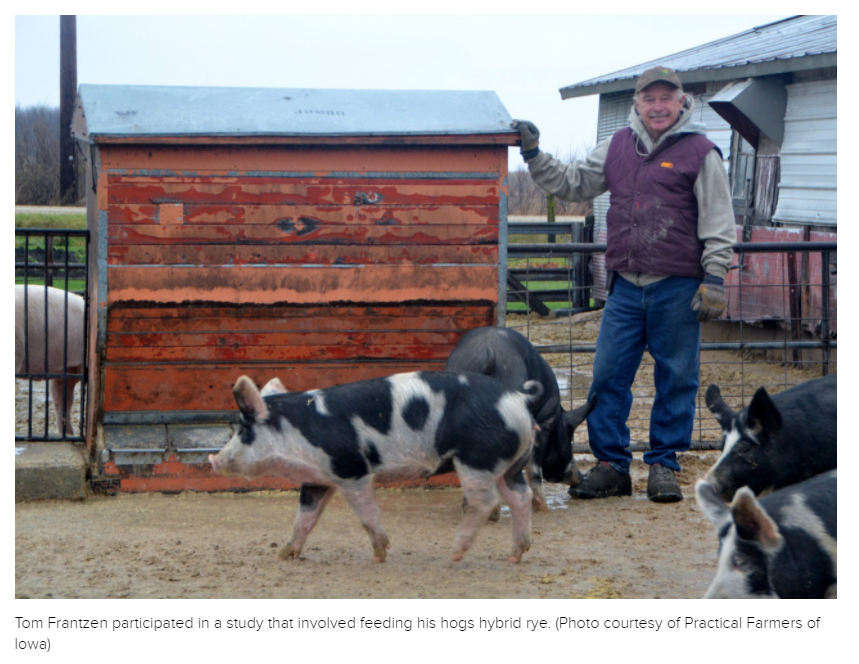 JUMBO
Tom Frantzen participated in a study that involved feeding his hogs hybrid rye. (Photo courtesy of Practical Farmers of
Iowa)